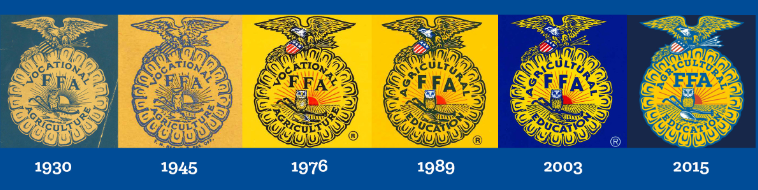 VOCATIONAL
FFA
AGRICULTURE
VOCATIONAL
FFA
AGRICULTURE
VOCATIONAL
FFA
AGRICULTURE
®
AGRICULTURAL
FFA
EDUCATION
®
AGRICULTURAL
FFA
EDUCATION
®
AGRICULTURAL
FFA
EDUCATION
1930
1945
1976
1989
2003
2015